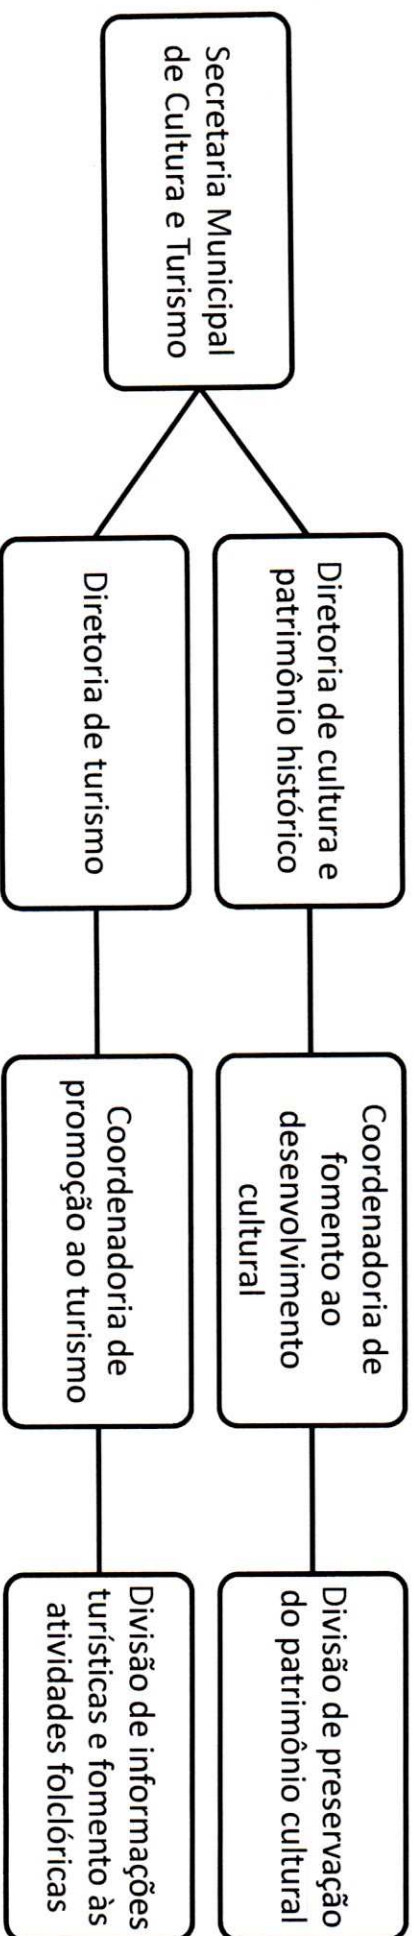 Secretaria Municipal
de Cultura e Turismo
Diretoria de cultura e
patrimônio histórico
Coordenadoria de
fomento ao
desenvolvimento
cultural
Divisão de preservação
do patrimônio cultural
Diretoria de turismo
Coordenadoria de
promoção ao turismo
Divisão de informações
turísticas e fomento às
atividades folclóricas